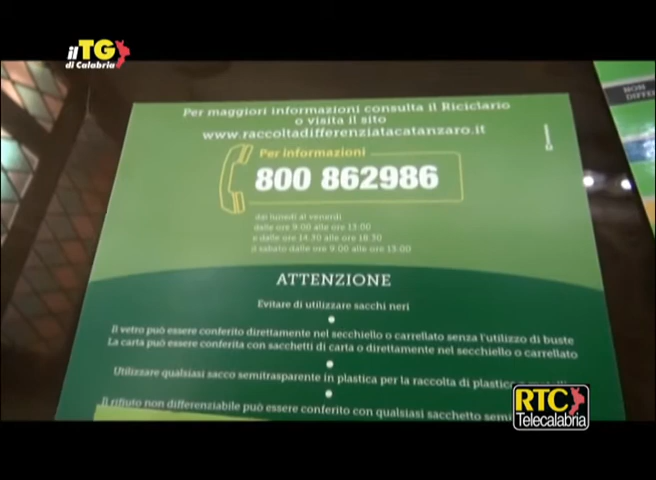 il TG
di Calabria
NON
Per maggiori informazioni consulta il Riciclario
o visita il sito
www.raccoltadifferenziatacatanzaro.it
Per informazioni
800 862986
dal lunedì al venerdì
dalle ore 9.00 alle ore 13:00
e dalle ore 14.30 alle ore 18.30
il sabato dalle ore 9.00 alle ore 13:00
ATTENZIONE
Evitare di utilizzare sacchi neri
Il vetro può essere conferito direttamente nel secchiello o carrellato senza l'utilizzo di buste
La carta può essere conferita con sacchetti di carta o direttamente nel secchiello o carrellato
Utilizzare qualsiasi sacco semitrasparente in plastica per la raccolta di plastica
Il rifiuto non differenziabile può essere conferito con qualsiasi sacchetto
RTC
Telecalabria